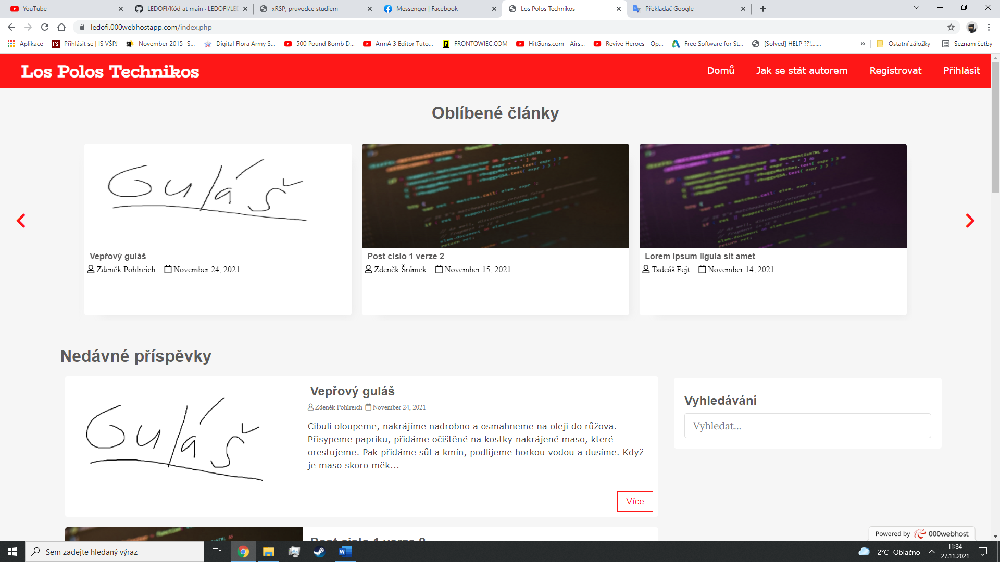 YouTube
LEDOFI/Kód at main · LEDOFI/LED
xRSP, pruvodce studiem
Messenger | Facebook
Los Polos Technikos
Překladač Google
ledofi.000webhostapp.com/index.php
Aplikace
IS
Přihlásit se | IS VŠPJ
November 2015- S...
Digital Flora Army S...
500 Pound Bomb D...
ArmA 3 Editor Tuto...
FRONTOWIEC.COM
HitGuns.com - Airs...
Revive Heroes - Op...
Free Software for St...
[Solved] HELP ??!.......
Ostatní záložky
Seznam četby
Los Polos Technikos
Domů
Jak se stát autorem
Registrovat
Přihlásit
Oblíbené články
Guláš
Vepřový guláš
Zdeněk Pohlreich November 24, 2021
Post cislo 1 verze 2
Zdeněk Šrámek November 15, 2021
Lorem ipsum ligula sit amet
Tadeáš Fejt November 14, 2021
Nedávné příspěvky
Guláš
Vepřový guláš
Zdeněk Pohlreich November 24, 2021
Cibuli oloupeme, nakrájíme nadrobno a osmahneme na oleji do růžova.
Přisypeme papriku, přidáme očištěné na kostky nakrájené maso, které
orestujeme. Pak přidáme sůl a kmín, podlijeme horkou vodou a dusíme. Když
je maso skoro měk...
Více
Vyhledávání
Vyhledat...
Post cislo 1 verze 2
Powered by 000webhost
Sem zadejte hledaný výraz
-2°C Oblačno
11:34
27.11.2021